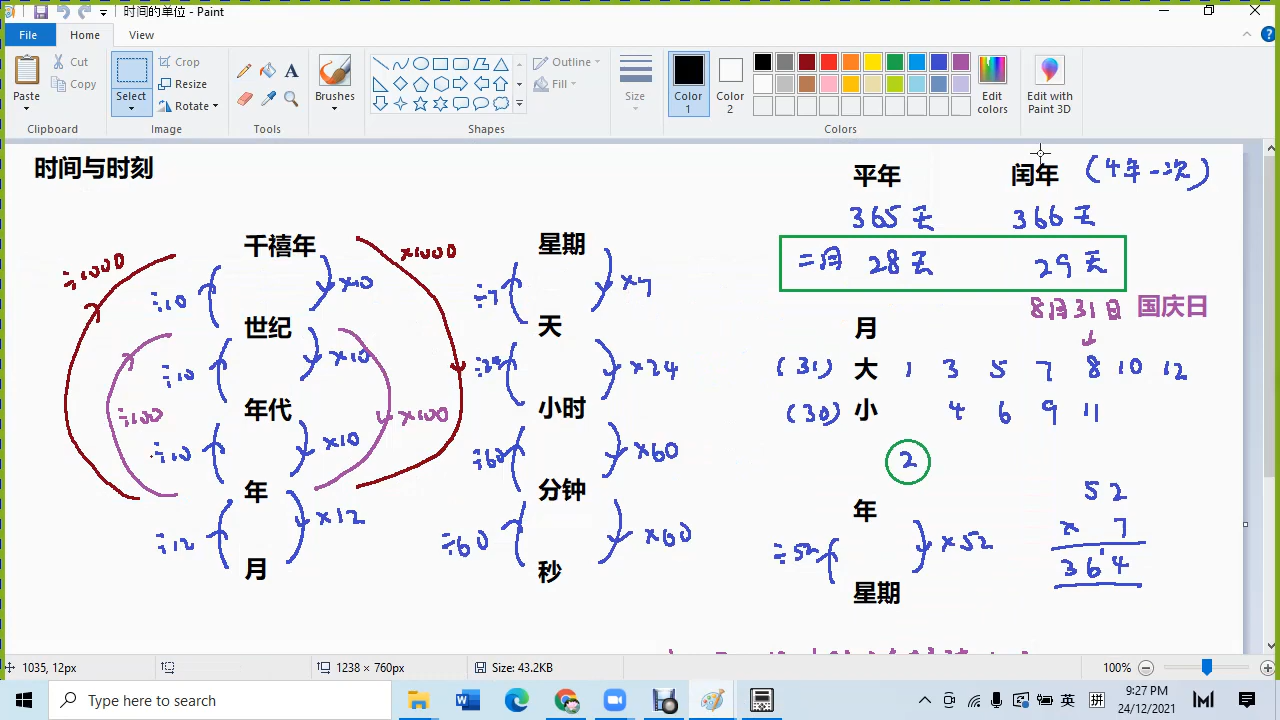 时间的单位 - Paint
File Home View
Paste
Cut
Copy
Clipboard
Select
Crop
Resize
Rotate
Image
Tools
Brushes
Shapes
Outline
Fill
Size
Color 1
Color 2
Colors
Edit colors
Edit with Paint 3D
时间与时刻
千禧年
÷10
×10
世纪
÷10
×10
年代
÷10
×10
年
÷12
×12
月
÷1000
×1000
÷100
×100
星期
÷7
×7
天
÷24
×24
小时
÷60
×60
分钟
÷60
×60
秒
平年 闰年 (4年一次)
365天 366天
二月 28天 29天
8月31日 国庆日
月
(31) 大 1 3 5 7 8 10 12
(30) 小 4 6 9 11
2
年
÷52
×52
星期
52
× 7
364
1035, 12px
1238 × 760px
Size: 43.2KB
100%
Type here to search
英
拼
9:27 PM
24/12/2021